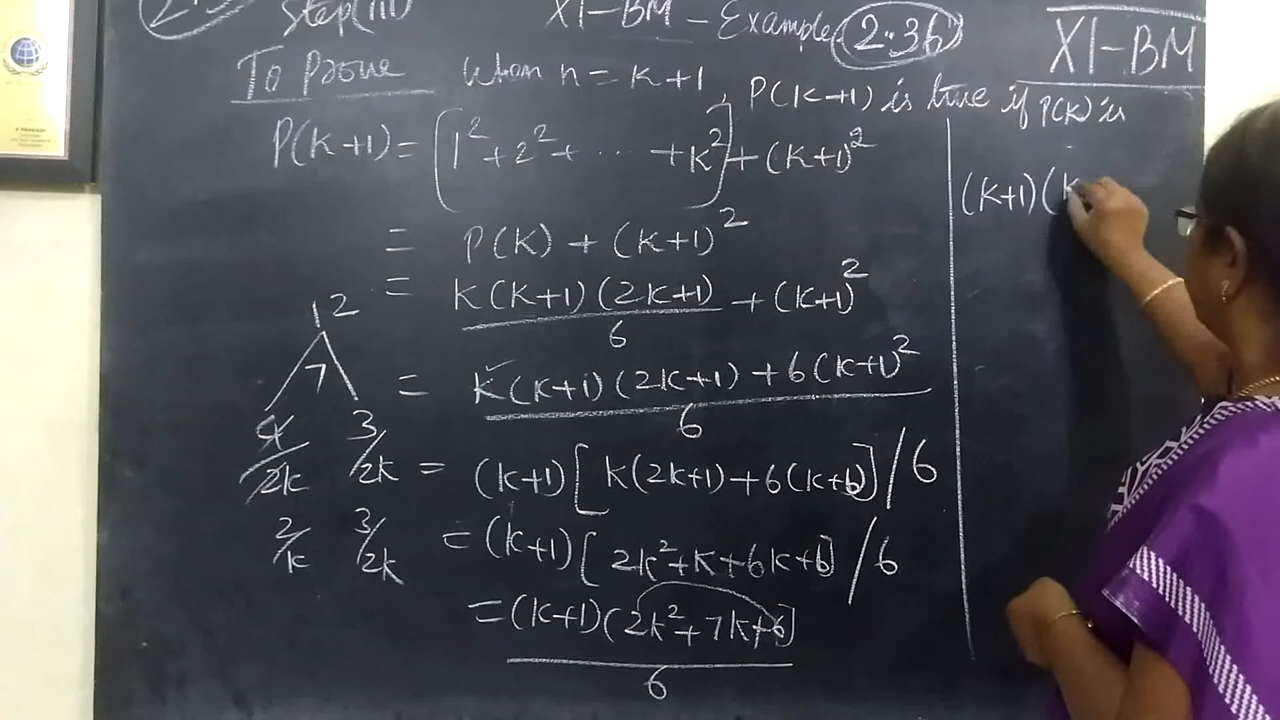 Step(iii) XI-BM - Example 2.36
XI-BM
To Prove when n = k+1, P(k+1) is true if P(k) is
P(k+1) = [1² + 2² + ... + k²] + (k+1)²
= P(k) + (k+1)²
= k(k+1)(2k+1)/6 + (k+1)²
= k(k+1)(2k+1) + 6(k+1)²/6
= (k+1)[k(2k+1) + 6(k+1)]/6
= (k+1)[2k² + k + 6k + 6]/6
= (k+1)(2k² + 7k + 6]/6
12
7
4/2k 3/2k
2/k 3/2k
(k+1)(k